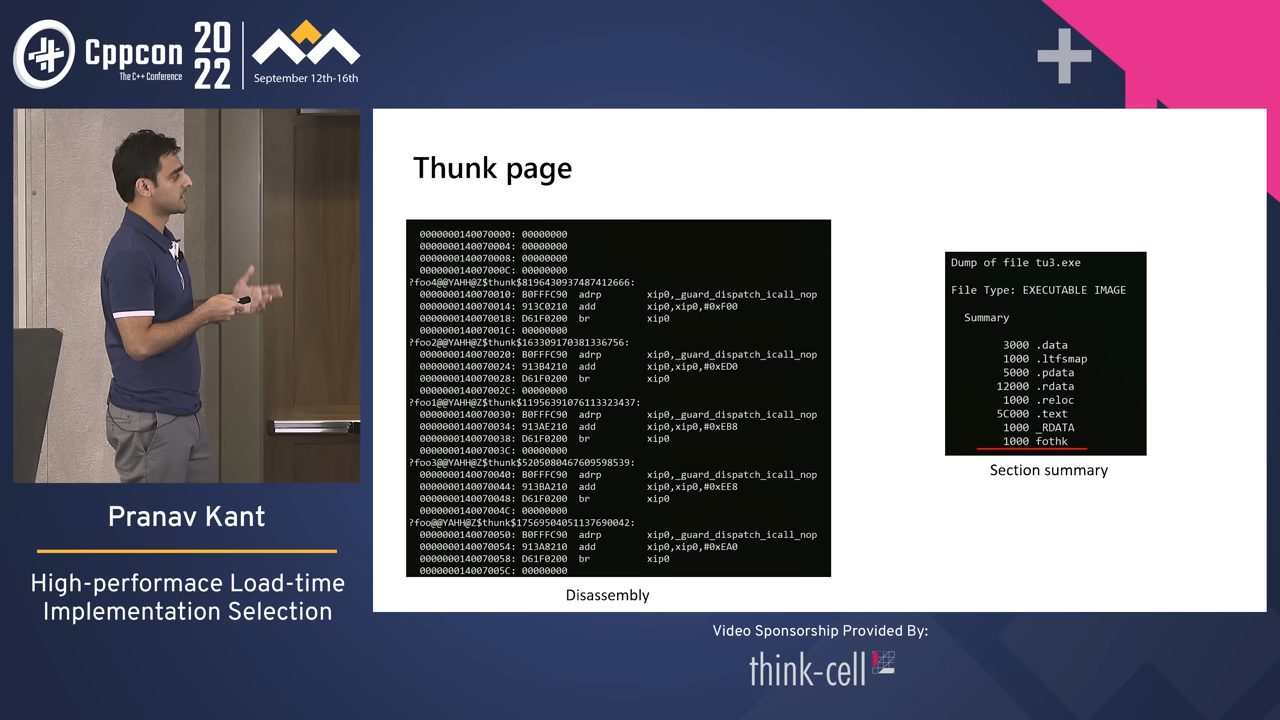 Cppcon
The C++ Conference
20
22
September 12th-16th
Thunk page
0000000140070000: 00000000
0000000140070004: 00000000
0000000140070008: 00000000
000000014007000C: 00000000
?foo4@@YAHH@Z$thunk$8196430937487412666:
0000000140070010: B0FFFC90 adrp xip0,_guard_dispatch_icall_nop
0000000140070014: 913C0210 add xip0,xip0,#0xF00
0000000140070018: D61F0200 br xip0
000000014007001C: 00000000
?foo2@@YAHH@Z$thunk$163309170381336756:
0000000140070020: B0FFFC90 adrp xip0,_guard_dispatch_icall_nop
0000000140070024: 913B4210 add xip0,xip0,#0xED0
0000000140070028: D61F0200 br xip0
000000014007002C: 00000000
?foo1@@YAHH@Z$thunk$11956391076113323437:
0000000140070030: B0FFFC90 adrp xip0,_guard_dispatch_icall_nop
0000000140070034: 913AE210 add xip0,xip0,#0xEB8
0000000140070038: D61F0200 br xip0
000000014007003C: 00000000
?foo3@@YAHH@Z$thunk$5205080467609598539:
0000000140070040: B0FFFC90 adrp xip0,_guard_dispatch_icall_nop
0000000140070044: 913BA210 add xip0,xip0,#0xEE8
0000000140070048: D61F0200 br xip0
000000014007004C: 00000000
?foo@@YAHH@Z$thunk$17569504051137690042:
0000000140070050: B0FFFC90 adrp xip0,_guard_dispatch_icall_nop
0000000140070054: 913A8210 add xip0,xip0,#0xEA0
0000000140070058: D61F0200 br xip0
000000014007005C: 00000000
Disassembly
Dump of file tu3.exe
File Type: EXECUTABLE IMAGE
Summary
3000 .data
1000 .ltfsmap
5000 .pdata
12000 .rdata
1000 .reloc
5C000 .text
1000 _RDATA
1000 fothk
Section summary
Pranav Kant
High-performace Load-time
Implementation Selection
Video Sponsorship Provided By:
think-cell